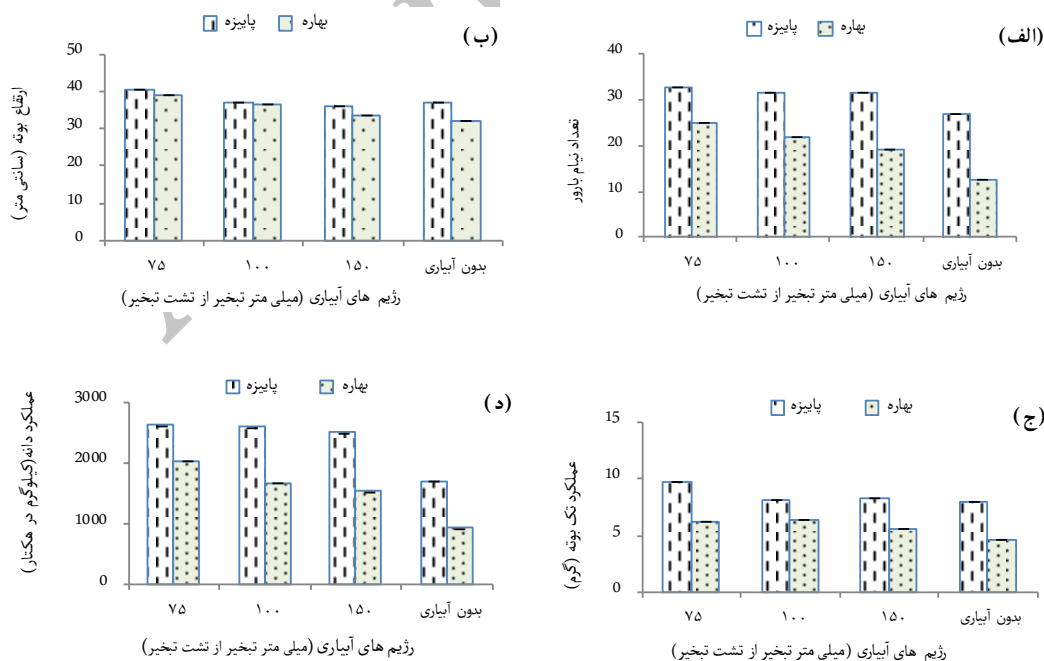 (الف)
پاییزه بهاره
تعداد نیام بارور
40
30
20
10
0
۷۵ ۱۰۰ ۱۵۰ بدون آبیاری
رژیم های آبیاری (میلی متر تبخیر از تشت تبخیر)
(ب)
پاییزه بهاره
ارتفاع بوته (سانتی متر)
50
40
30
20
10
0
۷۵ ۱۰۰ ۱۵۰ بدون آبیاری
رژیم های آبیاری (میلی متر تبخیر از تشت تبخیر)
(ج)
پاییزه بهاره
عملکرد تک بوته (گرم)
15
10
5
0
۷۵ ۱۰۰ ۱۵۰ بدون آبیاری
رژیم های آبیاری (میلی متر تبخیر از تشت تبخیر)
(د)
پاییزه بهاره
عملکرد دانه(کیلوگرم در هکتار)
3000
2000
1000
0
۷۵ ۱۰۰ ۱۵۰ بدون آبیاری
رژیم های آبیاری (میلی متر تبخیر از تشت تبخیر)